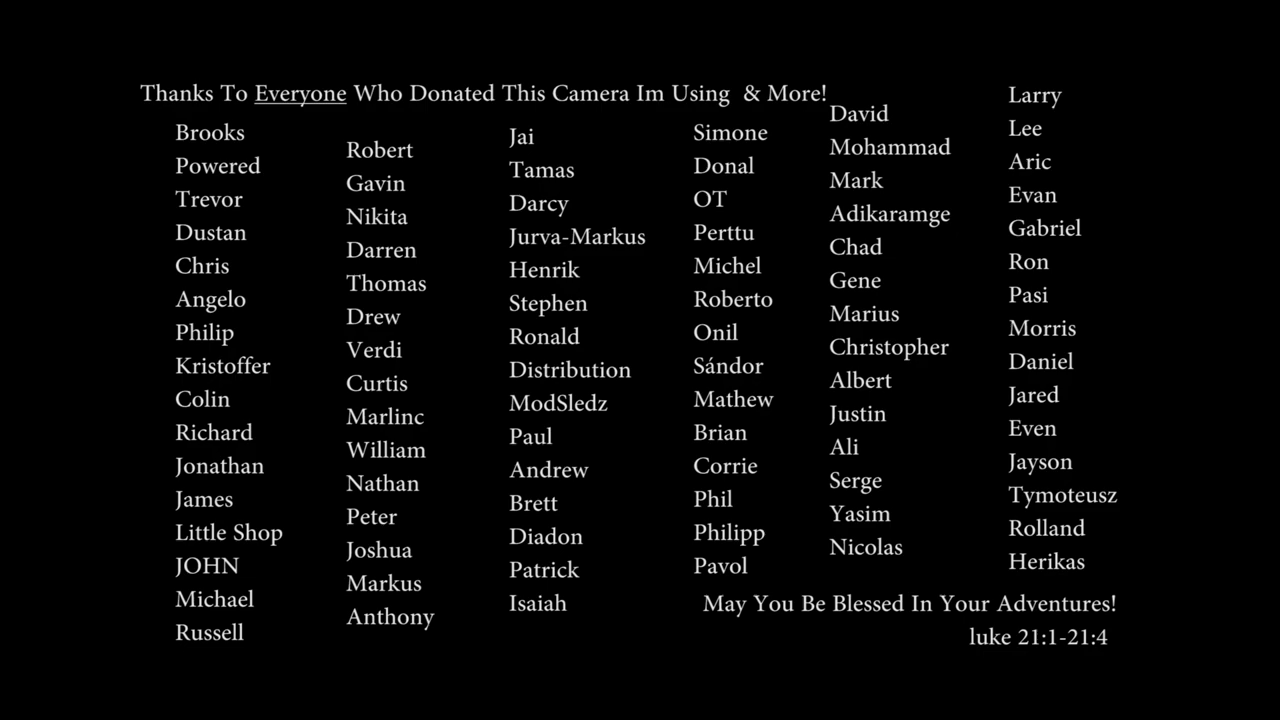 Thanks To Everyone Who Donated This Camera Im Using & More!
Brooks
Powered
Trevor
Dustan
Chris
Angelo
Philip
Kristoffer
Colin
Richard
Jonathan
James
Little Shop
JOHN
Michael
Russell
Robert
Gavin
Nikita
Darren
Thomas
Drew
Verdi
Curtis
Marlinc
William
Nathan
Peter
Joshua
Markus
Anthony
Jai
Tamas
Darcy
Jurva-Markus
Henrik
Stephen
Ronald
Distribution
ModSledz
Paul
Andrew
Brett
Diadon
Patrick
Isaiah
Simone
Donal
OT
Perttu
Michel
Roberto
Onil
Sándor
Mathew
Brian
Corrie
Phil
Philipp
Pavol
David
Mohammad
Mark
Adikaramge
Chad
Gene
Marius
Christopher
Albert
Justin
Ali
Serge
Yasim
Nicolas
Larry
Lee
Aric
Evan
Gabriel
Ron
Pasi
Morris
Daniel
Jared
Even
Jayson
Tymoteusz
Rolland
Herikas
May You Be Blessed In Your Adventures!
luke 21:1-21:4